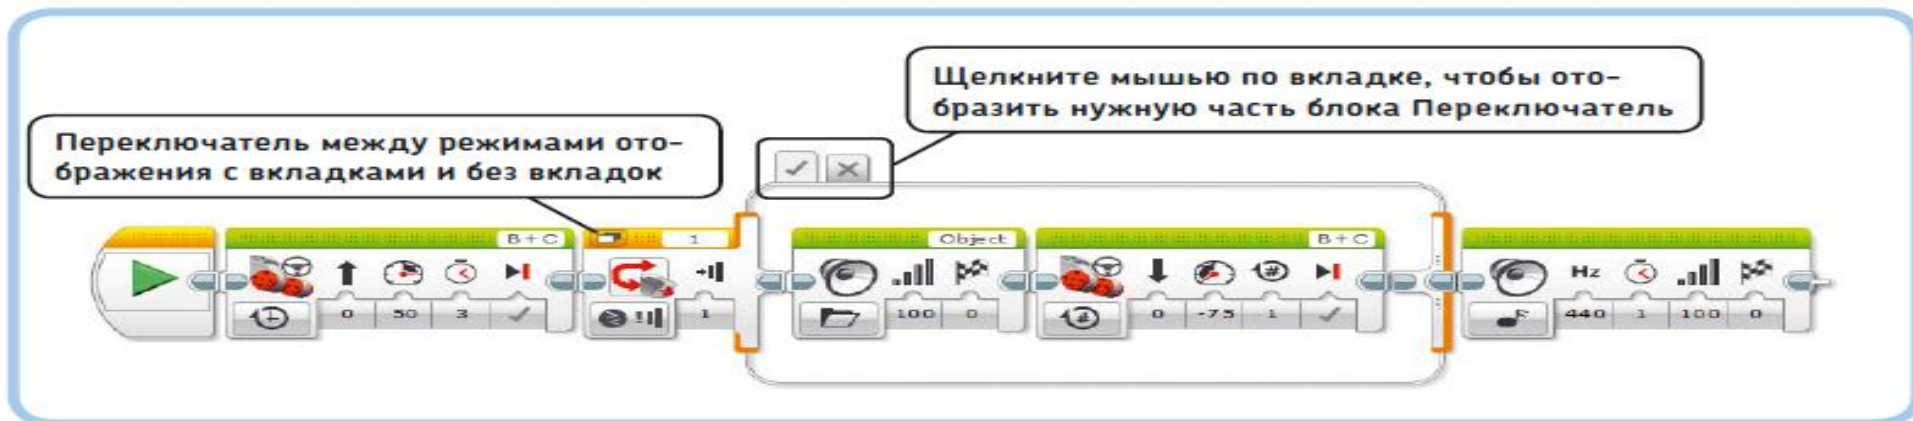 Щелкните мышью по вкладке, чтобы ото-
бразить нужную часть блока Переключатель
Переключатель между режимами ото-
бражения с вкладками и без вкладок
B+C
1
Object
B+C
Hz
#
0 50 3
1
100 0
#
0 -75 1
440 1 100 0